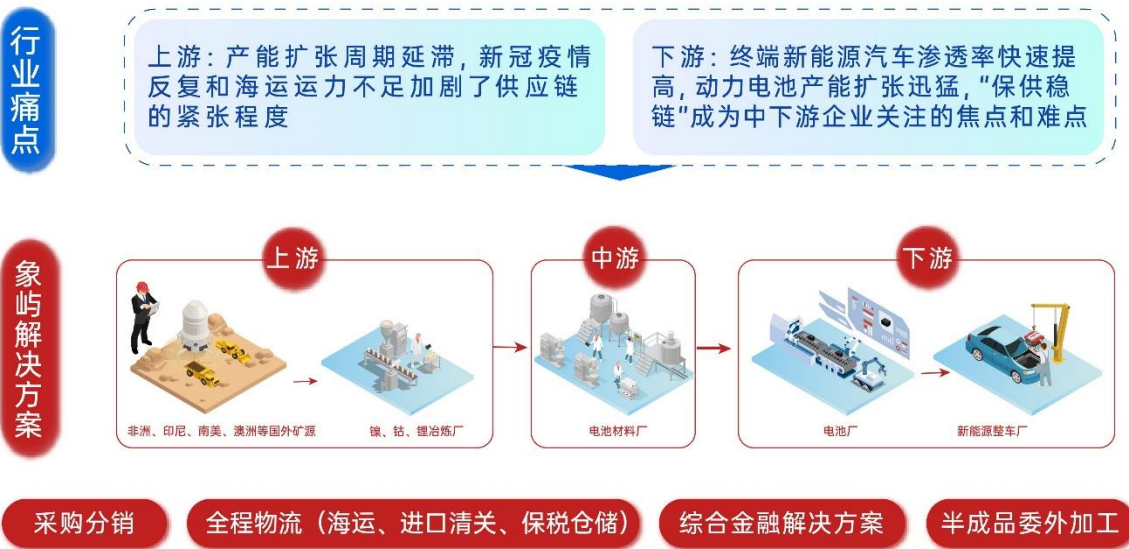 行业痛点
上游：产能扩张周期延滞，新冠疫情
反复和海运运力不足加剧了供应链
的紧张程度
下游：终端新能源汽车渗透率快速提
高，动力电池产能扩张迅猛，“保供稳
链”成为中下游企业关注的焦点和难点
象屿解决方案
上游
中游
下游
非洲、印尼、南美、澳洲等国外矿源
镍、钴、锂冶炼厂
电池材料厂
电池厂
新能源整车厂
采购分销
全程物流（海运、进口清关、保税仓储）
综合金融解决方案
半成品委外加工